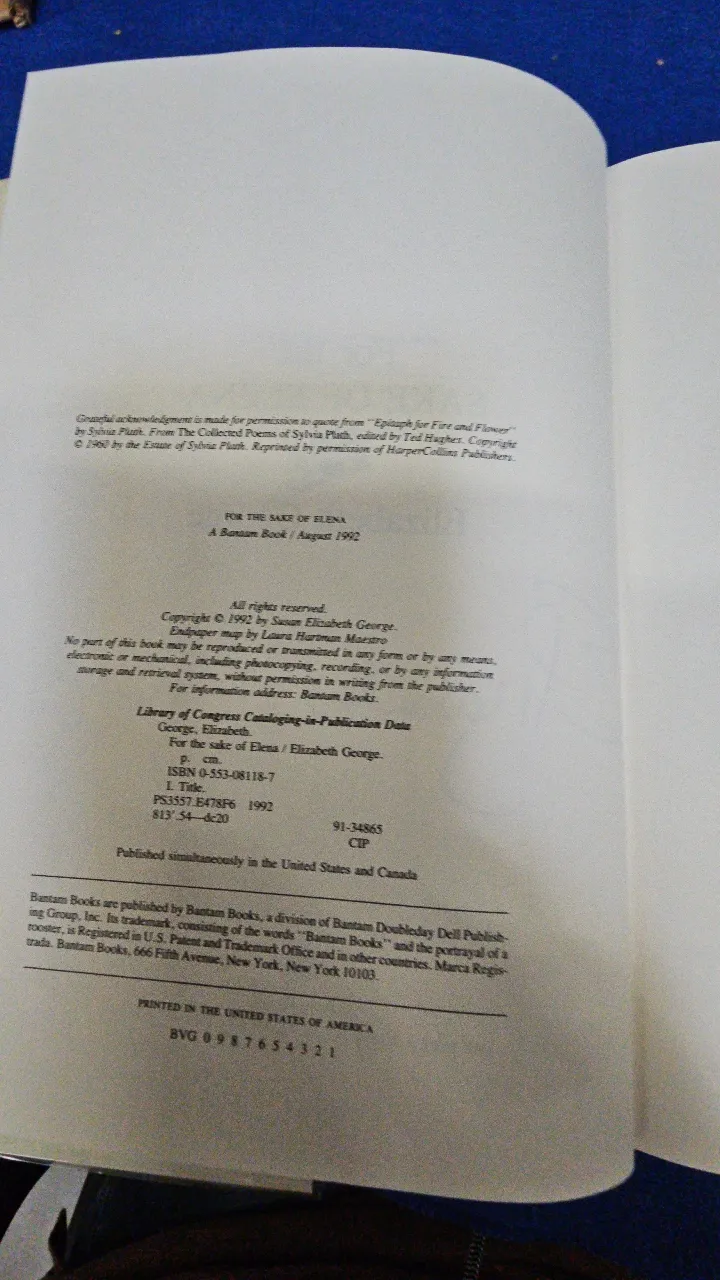 Grateful acknowledgment is made for permission to quote from "Epitaph for Fire and Flower"
by Sylvia Plath. From The Collected Poems of Sylvia Plath, edited by Ted Hughes. Copyright
© 1960 by the Estate of Sylvia Plath. Reprinted by permission of HarperCollins Publishers.
FOR THE SAKE OF ELENA
A Bantam Book / August 1992
All rights reserved.
Copyright © 1992 by Susan Elizabeth George.
Endpaper map by Laura Hartman Maestro
No part of this book may be reproduced or transmitted in any form or by any means,
electronic or mechanical, including photocopying, recording, or by any information
storage and retrieval system, without permission in writing from the publisher.
For information address: Bantam Books.
Library of Congress Cataloging-in-Publication Data
George, Elizabeth.
For the sake of Elena / Elizabeth George.
p. cm.
ISBN 0-553-08118-7
I. Title.
PS3557.E478F6 1992
813'.54—dc20 91-34865
CIP
Published simultaneously in the United States and Canada
Bantam Books are published by Bantam Books, a division of Bantam Doubleday Dell Publish-
ing Group, Inc. Its trademark, consisting of the words "Bantam Books" and the portrayal of a
rooster, is Registered in U.S. Patent and Trademark Office and in other countries. Marca Regis-
trada. Bantam Books, 666 Fifth Avenue, New York, New York 10103.
PRINTED IN THE UNITED STATES OF AMERICA
BVG 0 9 8 7 6 5 4 3 2 1